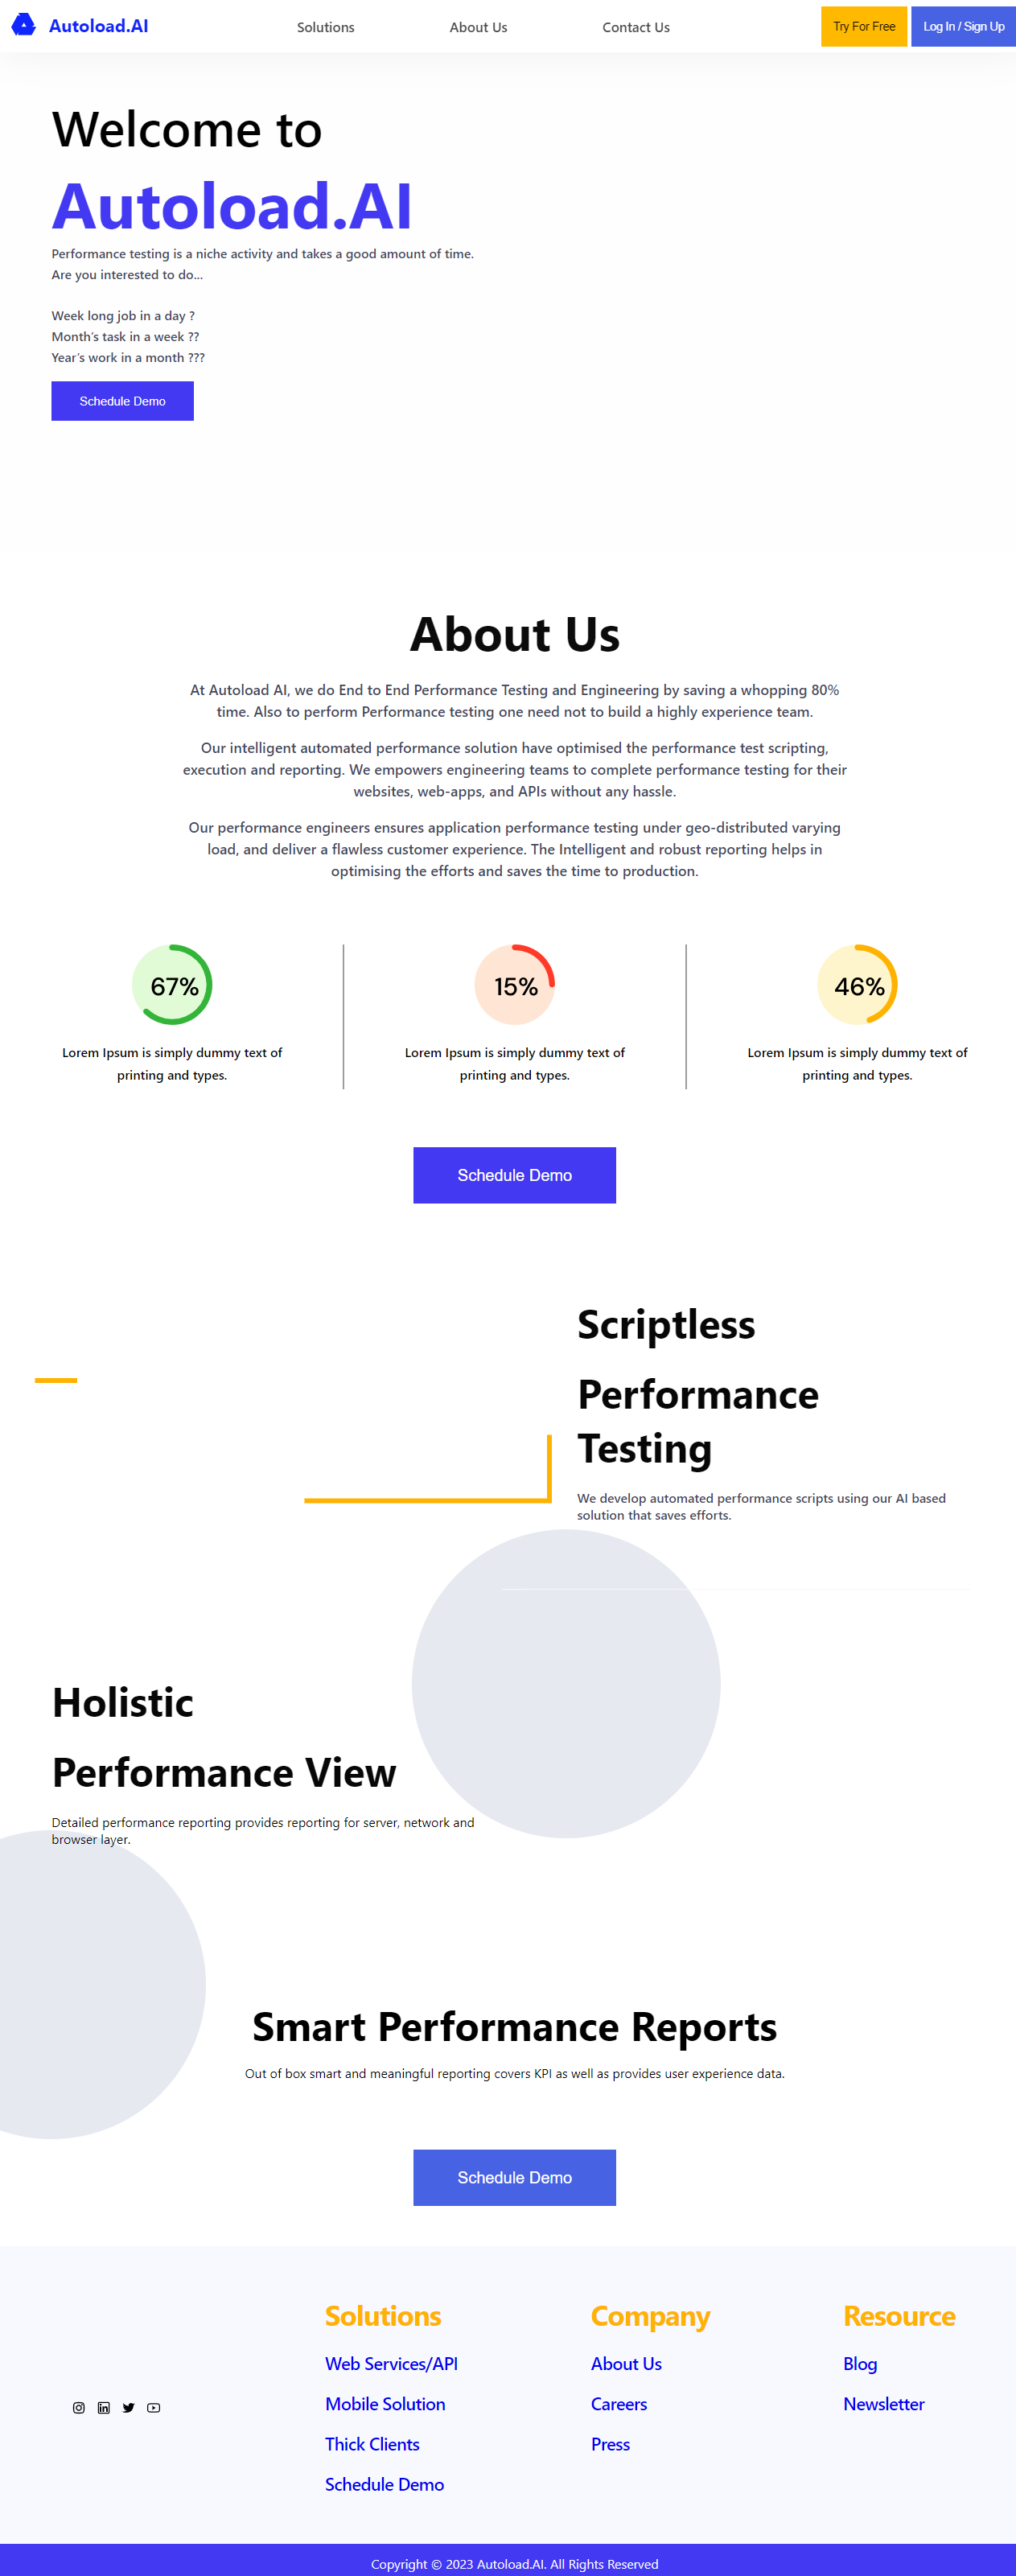 Autoload.AI
Solutions
About Us
Contact Us
Try For Free
Log In / Sign Up
Welcome to
Autoload.AI
Performance testing is a niche activity and takes a good amount of time.
Are you interested to do...
Week long job in a day ?
Month's task in a week ??
Year's work in a month ???
Schedule Demo
About Us
At Autoload AI, we do End to End Performance Testing and Engineering by saving a whopping 80%
time. Also to perform Performance testing one need not to build a highly experience team.
Our intelligent automated performance solution have optimised the performance test scripting,
execution and reporting. We empowers engineering teams to complete performance testing for their
websites, web-apps, and APIs without any hassle.
Our performance engineers ensures application performance testing under geo-distributed varying
load, and deliver a flawless customer experience. The Intelligent and robust reporting helps in
optimising the efforts and saves the time to production.
67%
Lorem Ipsum is simply dummy text of
printing and types.
15%
Lorem Ipsum is simply dummy text of
printing and types.
46%
Lorem Ipsum is simply dummy text of
printing and types.
Schedule Demo
Scriptless
Performance
Testing
We develop automated performance scripts using our AI based
solution that saves efforts.
Holistic
Performance View
Detailed performance reporting provides reporting for server, network and
browser layer.
Smart Performance Reports
Out of box smart and meaningful reporting covers KPI as well as provides user experience data.
Schedule Demo
Solutions
Web Services/API
Mobile Solution
Thick Clients
Schedule Demo
Company
About Us
Careers
Press
Resource
Blog
Newsletter
Copyright © 2023 Autoload.AI. All Rights Reserved